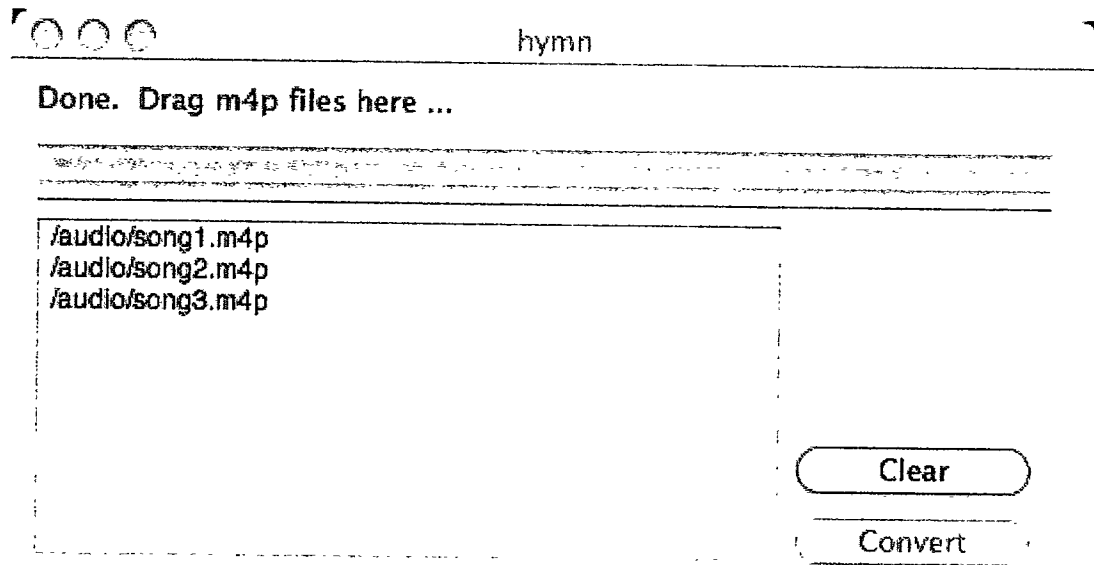 hymn
Done. Drag m4p files here ...
/audio/song1.m4p
/audio/song2.m4p
/audio/song3.m4p
Clear
Convert